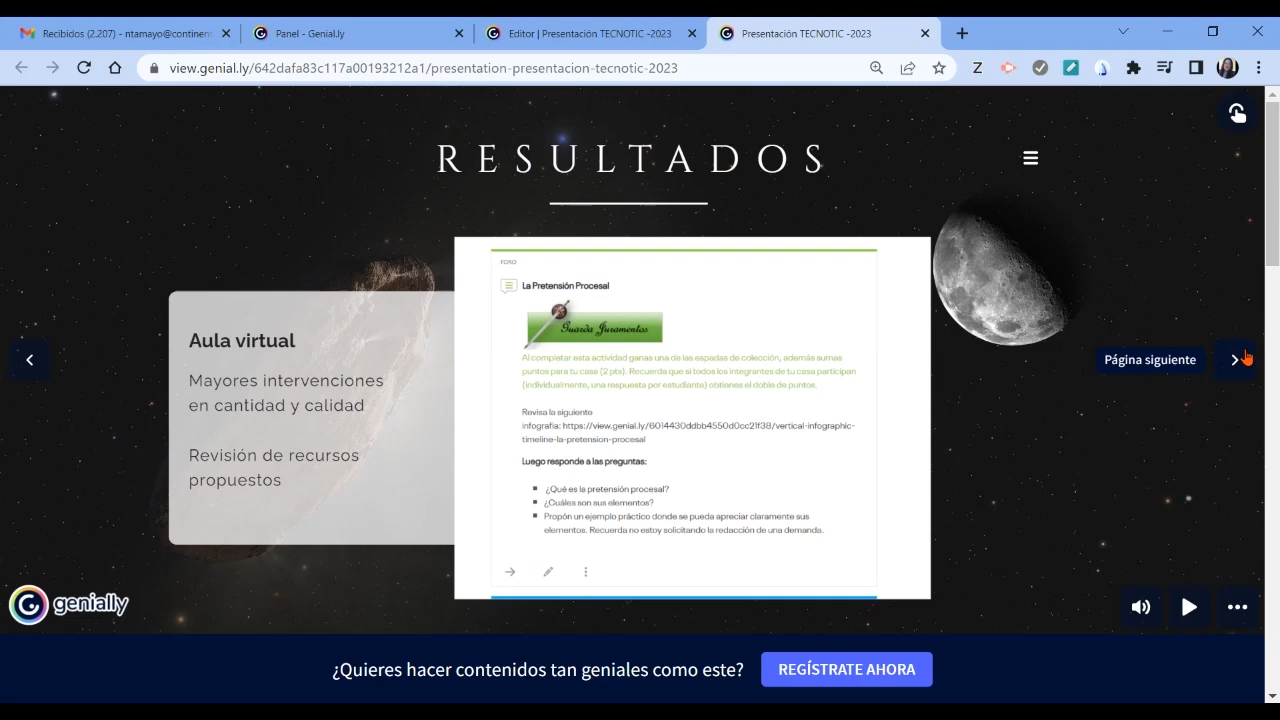 Recibidos (2.207) - ntamayo@continen
Panel - Genial.ly
Editor | Presentación TECNOTIC -2023
Presentación TECNOTIC -2023
view.genial.ly/642dafa83c117a00193212a1/presentation-presentacion-tecnotic-2023
RESULTADOS
FORO
La Pretensión Procesal
Guarda Juramentos
Al completar esta actividad ganas una de las espadas de colección, además sumas
puntos para tu casa (2 pts). Recuerda que si todos los integrantes de tu casa participan
(individualmente, una respuesta por estudiante) obtienes el doble de puntos.
Revisa la siguiente
infografía: https://view.genial.ly/6014430ddbb4550d0cc21f38/vertical-infographic-
timeline-la-pretension-procesal
Luego responde a las preguntas:
¿Qué es la pretensión procesal?
¿Cuáles son sus elementos?
Propón un ejemplo práctico donde se pueda apreciar claramente sus
elementos. Recuerda no estoy solicitando la redacción de una demanda.
Aula virtual
Mayores intervenciones
en cantidad y calidad
Revisión de recursos
propuestos
Página siguiente
genially
¿Quieres hacer contenidos tan geniales como este?
REGÍSTRATE AHORA